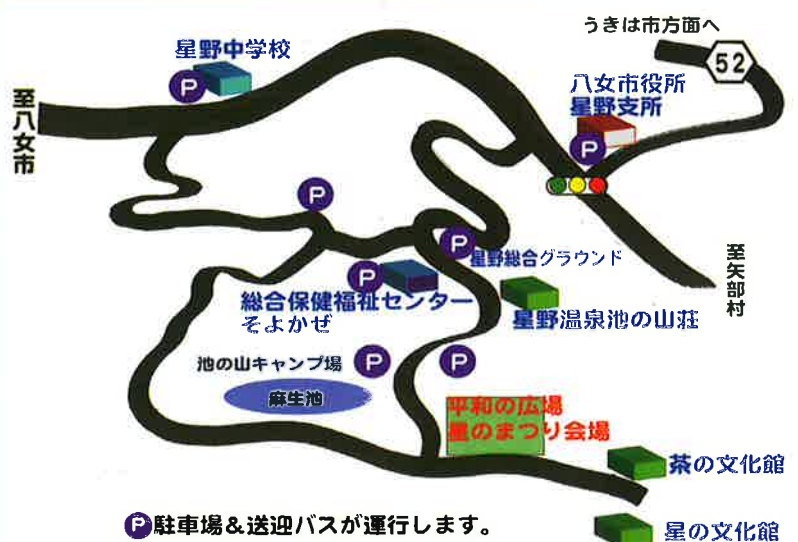 うきは市方面へ
52
星野中学校
P
八女市役所
星野支所
P
至八女市
P
P
星野総合グラウンド
至矢部村
P
総合保健福祉センター
そよかぜ
星野温泉池の山荘
池の山キャンプ場
P
P
麻生池
平和の広場
星のまつり会場
茶の文化館
P駐車場&送迎バスが運行します。
星の文化館